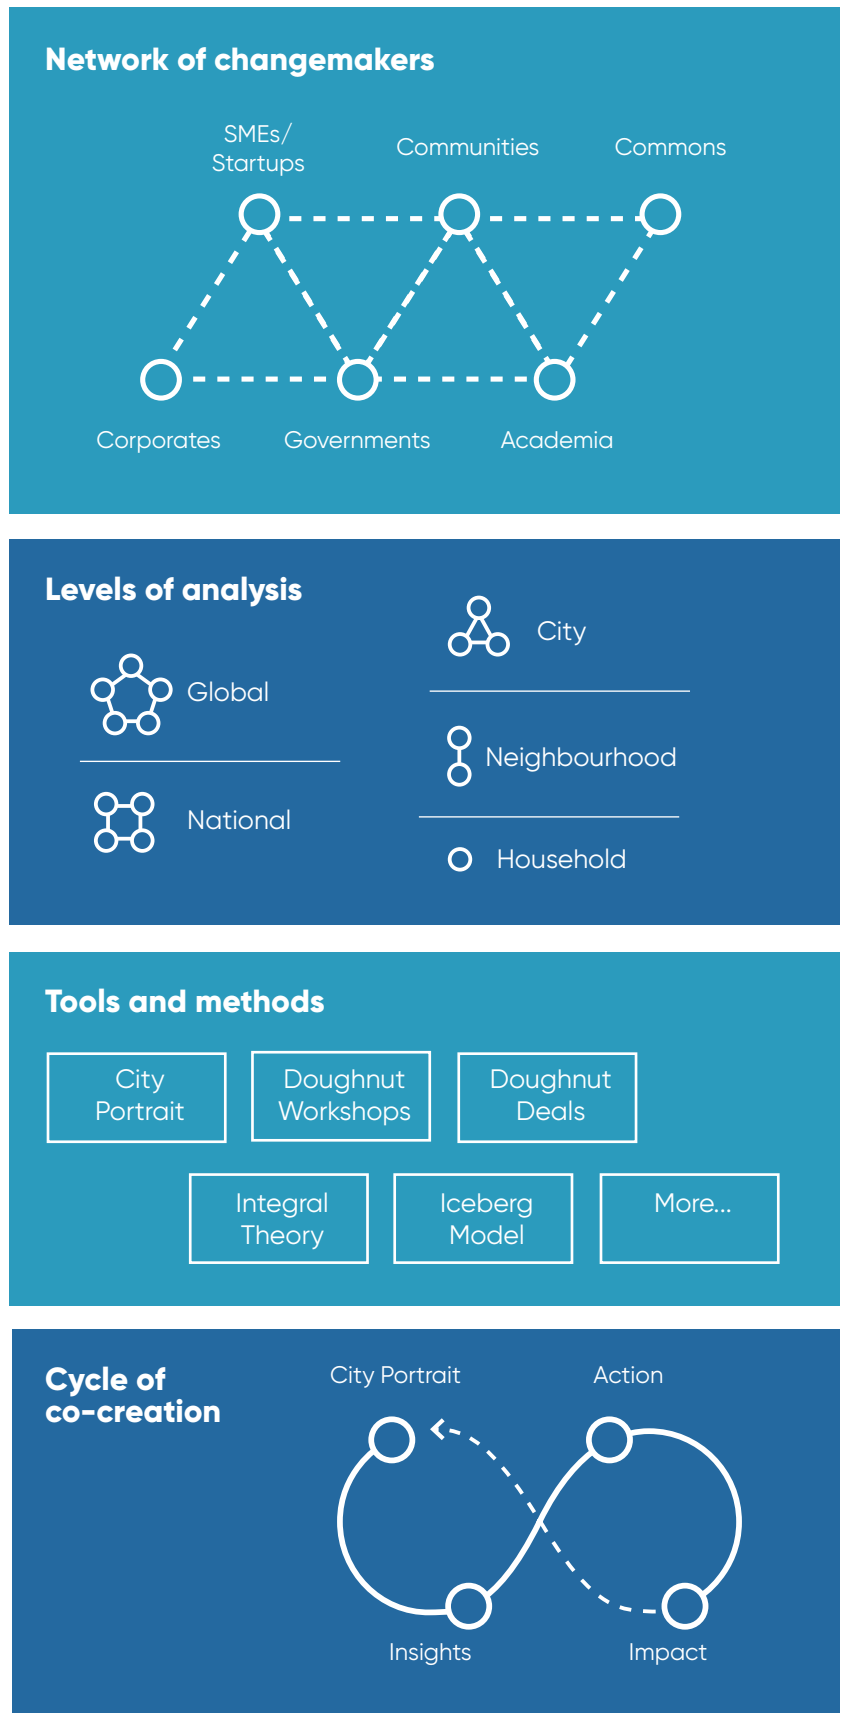 Network of changemakers
SMEs/
Startups
Communities
Commons
Corporates
Governments
Academia
Levels of analysis
Global
National
City
Neighbourhood
Household
Tools and methods
City
Portrait
Doughnut
Workshops
Doughnut
Deals
Integral
Theory
Iceberg
Model
More...
Cycle of
co-creation
City Portrait
Action
Insights
Impact